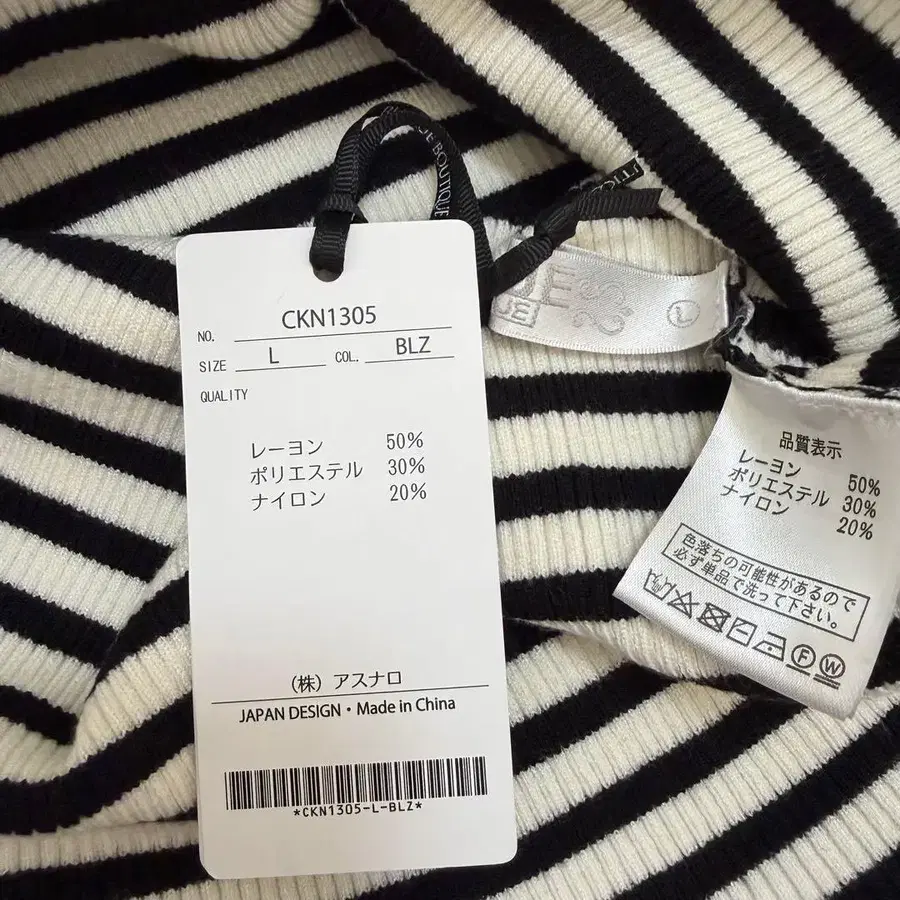 BOUTIQUE
NO. CKN1305
SIZE L COL. BLZ
QUALITY
レーヨン 50%
ポリエステル 30%
ナイロン 20%
(株) アスナロ
JAPAN DESIGN・Made in China
*CKN1305-L-BLZ*
L
品質表示
レーヨン 50%
ポリエステル 30%
ナイロン 20%
色落ちの可能性があるので
必ず単品で洗って下さい。
F W